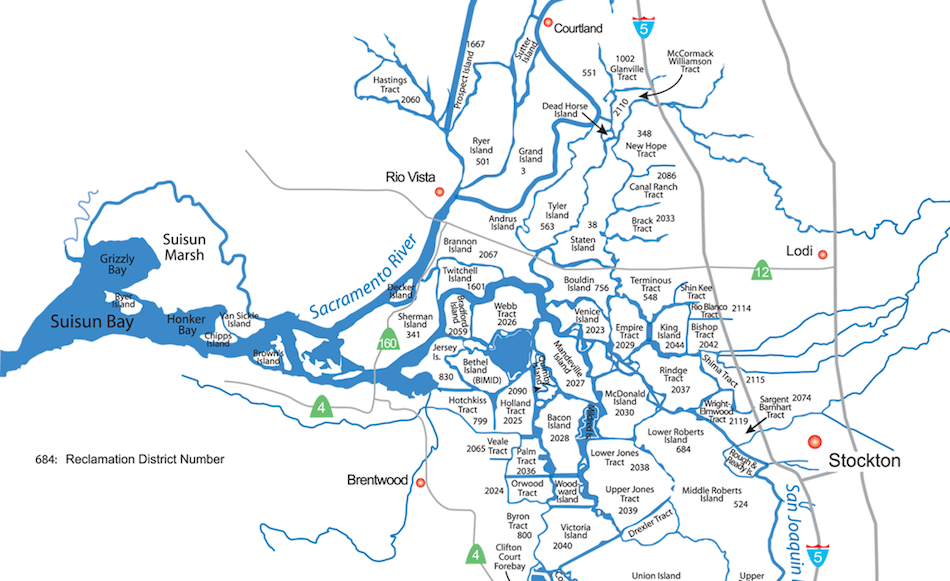 Courtland
5
1667
Prospect Island
Sutter
Island
551
1002
Glanville
Tract
McCormack
Williamson
Tract
Hastings
Tract
2060
Dead Horse
Island
2110
Ryer
Island
501
Grand
Island
3
348
New Hope
Tract
2086
Canal Ranch
Tract
Rio Vista
Tyler
Island
563
38
Staten
Island
Brack
Tract
2033
Andrus
Island
Suisun
Marsh
Grizzly
Bay
Ryer
Island
Suisun Bay
Honker
Bay
Van Sickle
Island
Chipps
Island
Brown's
Island
Sacramento River
Brannon
Island
2067
Lodi
12
Twitchell
Island
1601
Decker
Island
Bouldin
Island
756
Terminous
Tract
548
Shin Kee
Tract
Rio Blanco
Tract
2114
Sherman
Island
341
160
Bradford
Island
2059
Webb
Tract
2026
Venice
Island
2023
Empire
Tract
2029
King
Island
2044
Bishop
Tract
2042
Jersey
Is.
830
Bethel
Island
(BIMID)
Mandeville
Island
2027
Rindge
Tract
2037
Shima Tract
2115
4
Hotchkiss
Tract
799
2090
Holland
Tract
2025
Bacon
Island
2028
Mildred Is.
McDonald
Island
2030
Wright-
Elmwood
Tract
2119
Sargent
Barnhart
Tract
2074
Lower Roberts
Island
684
Stockton
684: Reclamation District Number
Veale
Tract
2065
Palm
Tract
2036
Lower Jones
Tract
2038
Rough &
Ready Is.
Brentwood
2024
Orwood
Tract
Wood-
ward
Island
Upper Jones
Tract
2039
Middle Roberts
Island
524
San Joaquin
Byron
Tract
800
Victoria
Island
2040
Drexler Tract
4
5
Clifton
Court
Forebay
Union Island
Upper